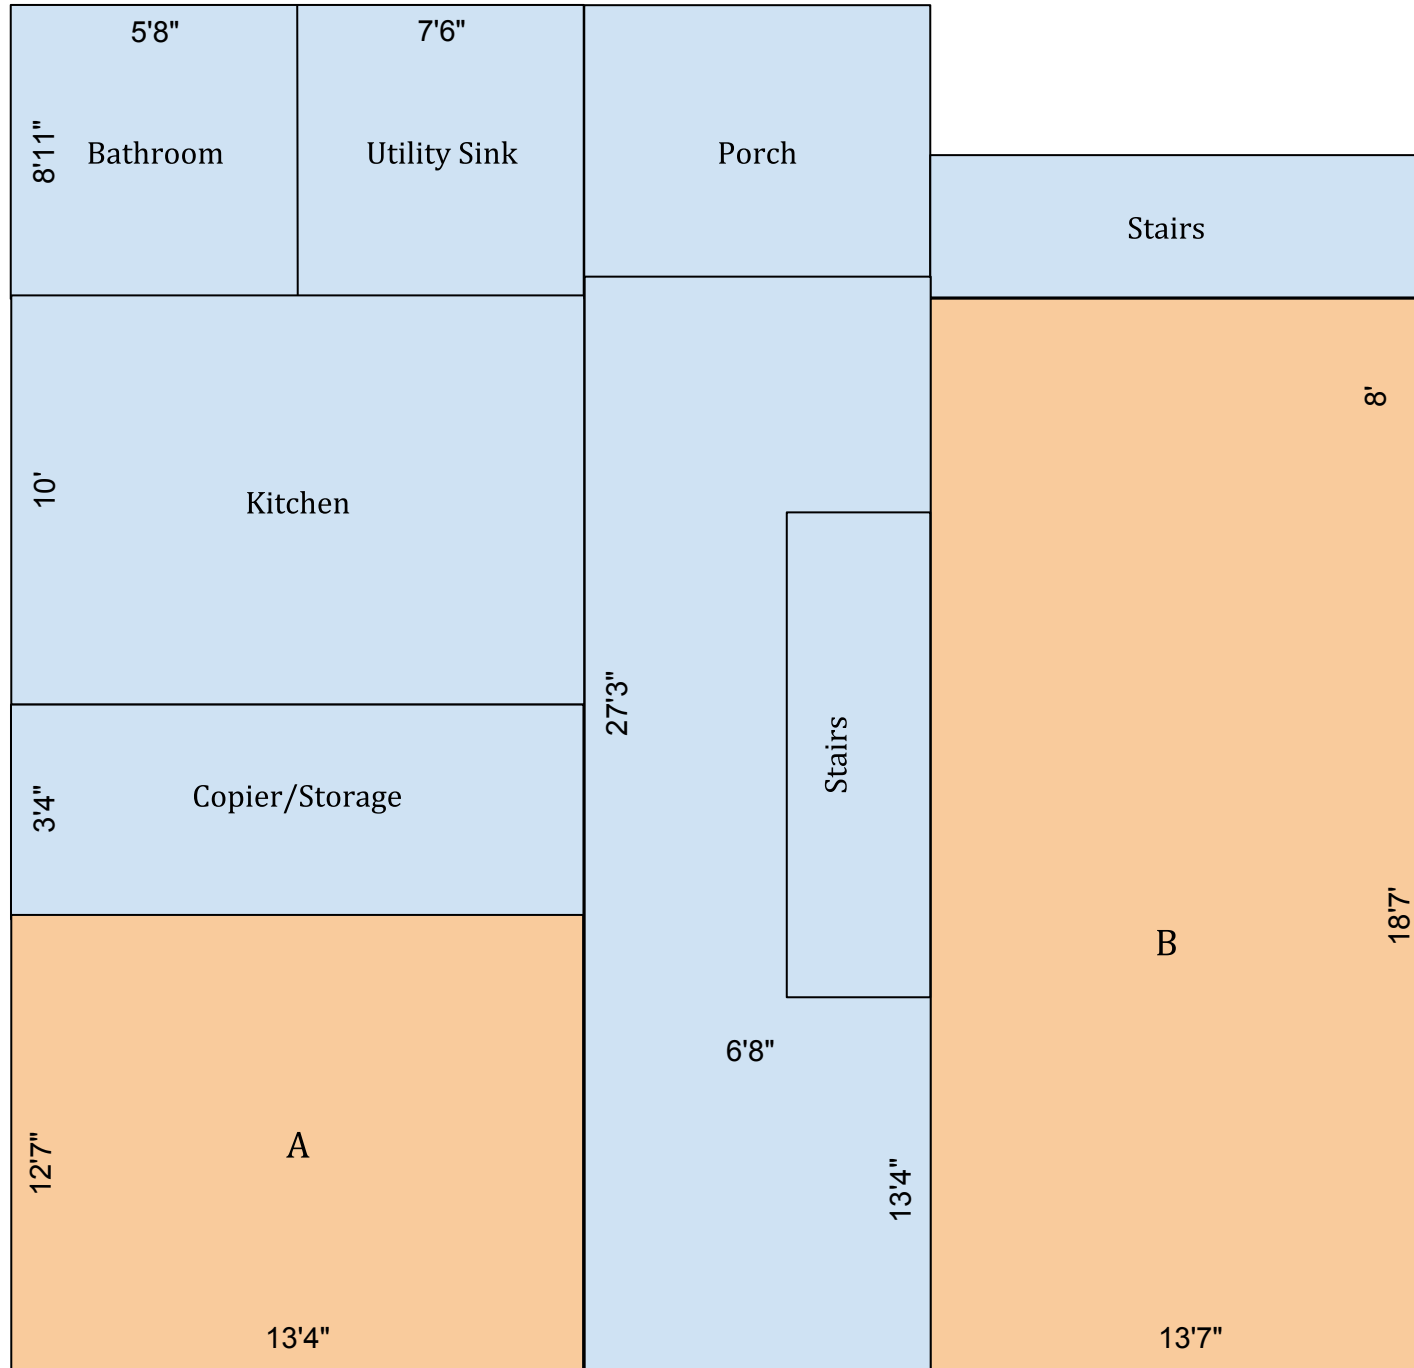 5'8"
7'6"
8'11"
Bathroom
Utility Sink
Porch
Stairs
8'
10'
Kitchen
27'3"
Stairs
3'4"
Copier/Storage
18'7'
B
6'8"
12'7"
A
13'4"
13'4"
13'7"